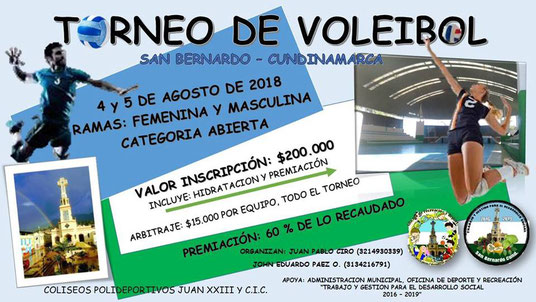 TORNEO DE VOLEIBOL
SAN BERNARDO - CUNDINAMARCA
4 y 5 DE AGOSTO DE 2018
RAMAS: FEMENINA Y MASCULINA
CATEGORIA ABIERTA
VALOR INSCRIPCIÓN: $200.000
INCLUYE: HIDRATACION Y PREMIACIÓN
ARBITRAJE: $15.000 POR EQUIPO, TODO EL TORNEO
PREMIACIÓN: 60 % DE LO RECAUDADO
ORGANIZAN: JUAN PABLO CIRO (3214930339)
JOHN EDUARDO PAEZ O. (3134216791)
COLISEOS POLIDEPORTIVOS JUAN XXIII Y C.I.C.
APOYA: ADMINISTRACION MUNICIPAL, OFICINA DE DEPORTE Y RECREACIÓN
"TRABAJO Y GESTION PARA EL DESARROLLO SOCIAL
2016 – 2019"
San Bernardo Cund.